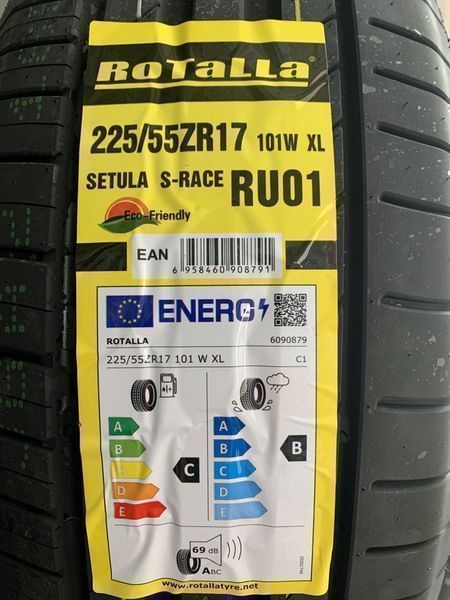 ROTALLA
225/55ZR17 101W XL
SETULA S-RACE RU01
Eco-Friendly
EAN
6 958460 908791
ENERG
ROTALLA 6090879
225/55ZR17 101 W XL C1
A A
B B B
C C C
D D
E E
69 dB
ABC
www.rotallatyre.net